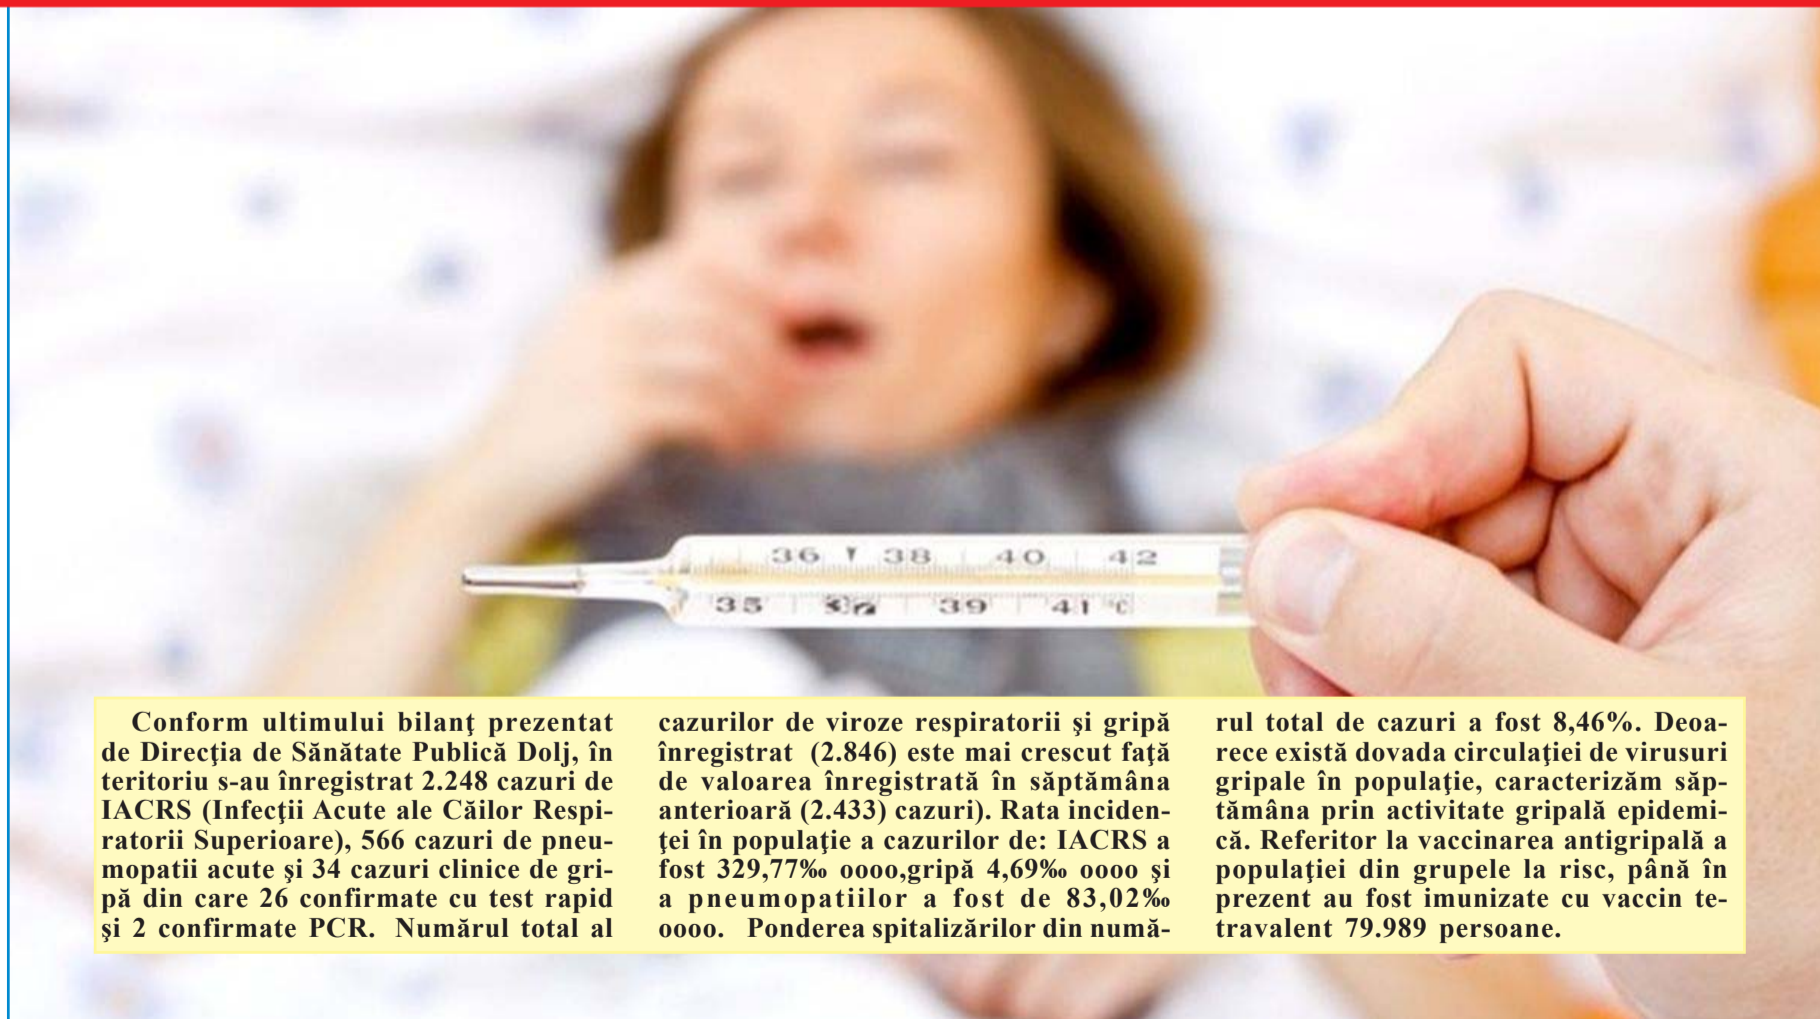 36 38 40 42
35 39 41 °C
Conform ultimului bilanţ prezentat
de Direcţia de Sănătate Publică Dolj, în
teritoriu s-au înregistrat 2.248 cazuri de
IACRS (Infecţii Acute ale Căilor Respi-
ratorii Superioare), 566 cazuri de pneu-
mopatii acute şi 34 cazuri clinice de gri-
pă din care 26 confirmate cu test rapid
şi 2 confirmate PCR. Numărul total al
cazurilor de viroze respiratorii şi gripă
înregistrat (2.846) este mai crescut faţă
de valoarea înregistrată în săptămâna
anterioară (2.433) cazuri). Rata inciden-
ţei în populaţie a cazurilor de: IACRS a
fost 329,77‰ oooo,gripă 4,69‰ oooo şi
a pneumopatiilor a fost de 83,02‰
oooo. Ponderea spitalizărilor din numă-
rul total de cazuri a fost 8,46%. Deoa-
rece există dovada circulaţiei de virusuri
gripale în populaţie, caracterizăm săp-
tămâna prin activitate gripală epidemi-
că. Referitor la vaccinarea antigripală a
populaţiei din grupele la risc, până în
prezent au fost imunizate cu vaccin te-
travalent 79.989 persoane.